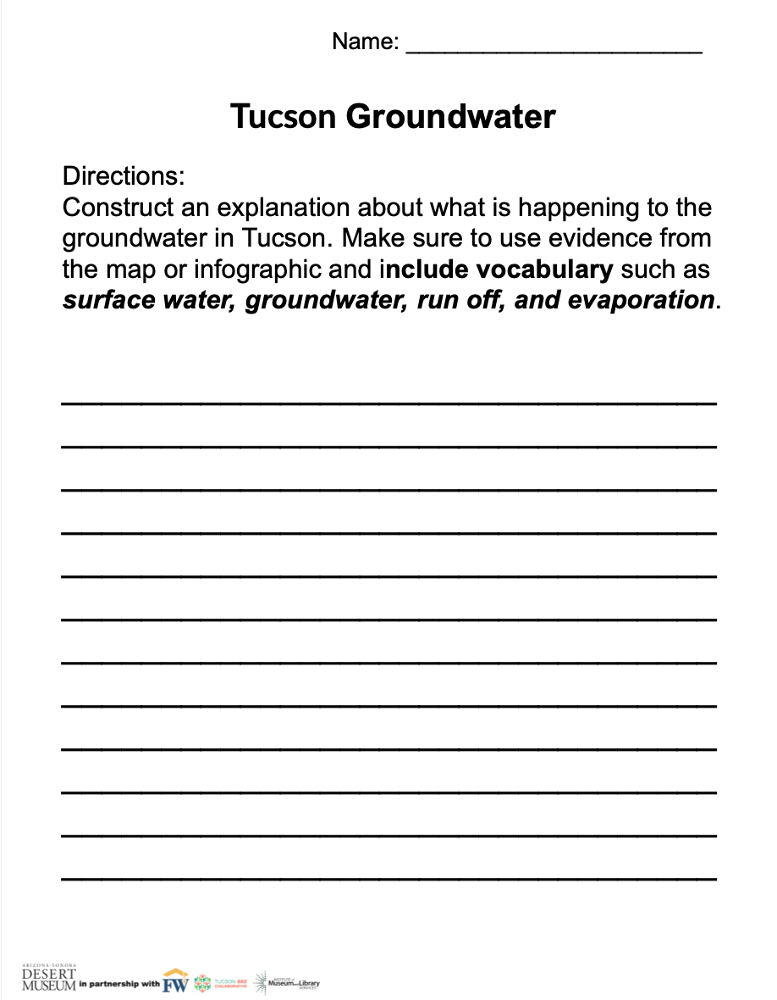 Name: _______________________
Tucson Groundwater
Directions:
Construct an explanation about what is happening to the
groundwater in Tucson. Make sure to use evidence from
the map or infographic and include vocabulary such as
surface water, groundwater, run off, and evaporation.
ARIZONA-SONORA
DESERT
MUSEUM in partnership with FW
TUCSON BEE
COLLABORATIVE
INSTITUTE of
Museum and Library
SERVICES